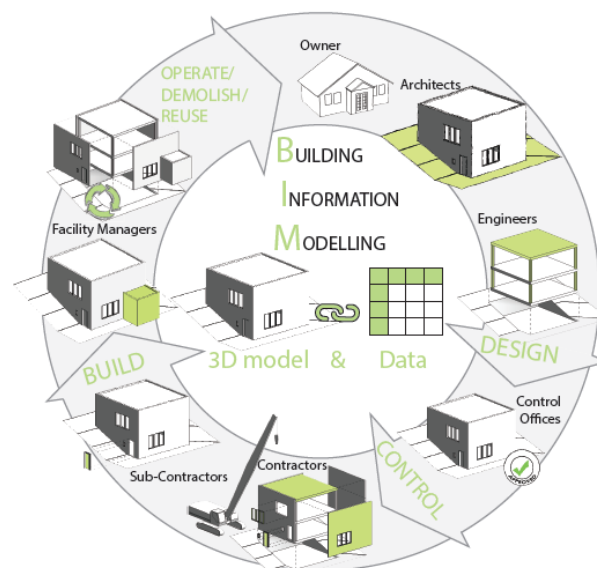 Owner
Architects
OPERATE/
DEMOLISH/
REUSE
BUILDING
INFORMATION
MODELLING
Engineers
Facility Managers
3D model & Data
DESIGN
BUILD
Control
Offices
APPROVED
CONTROL
Contractors
Sub-Contractors